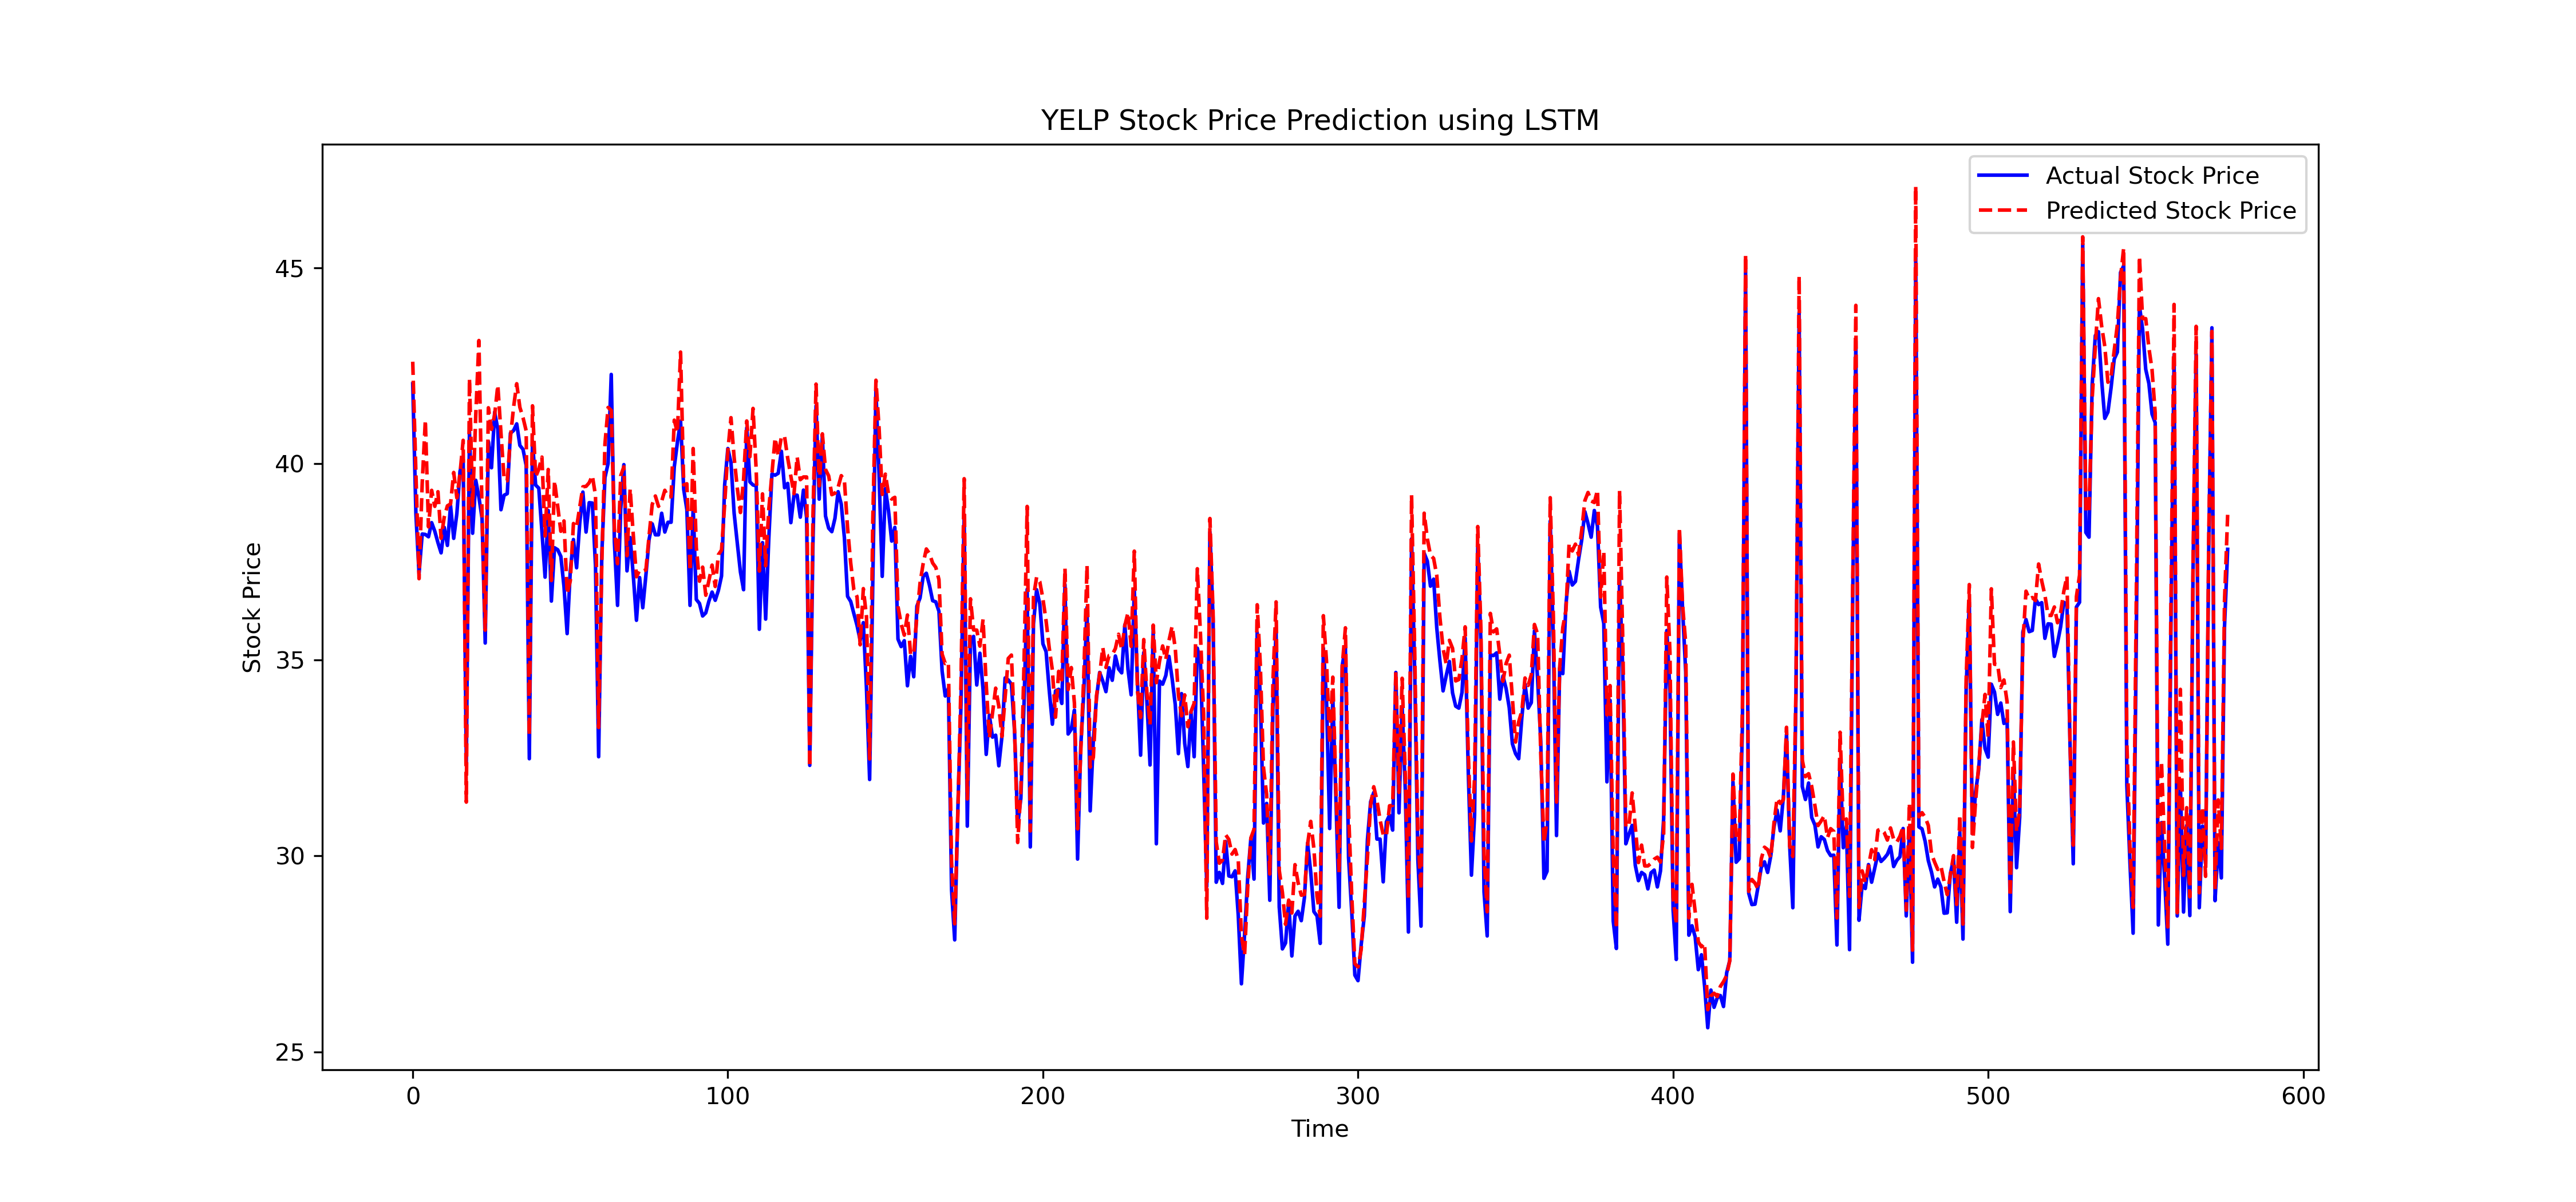 YELP Stock Price Prediction using LSTM
Actual Stock Price
Predicted Stock Price
Stock Price
45
40
35
30
25
0 100 200 300 400 500 600
Time